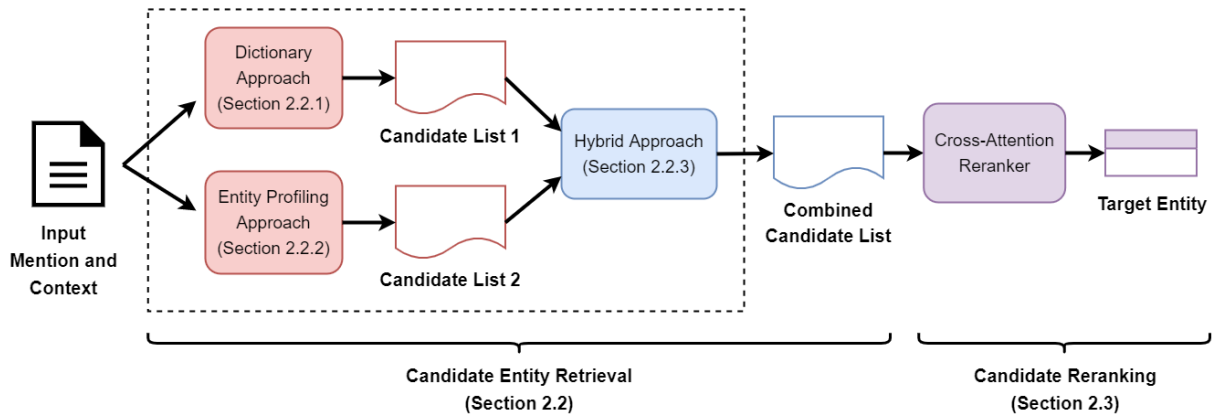 Input
Mention and
Context
Dictionary
Approach
(Section 2.2.1)
Candidate List 1
Entity Profiling
Approach
(Section 2.2.2)
Candidate List 2
Hybrid Approach
(Section 2.2.3)
Combined
Candidate List
Cross-Attention
Reranker
Target Entity
Candidate Entity Retrieval
(Section 2.2)
Candidate Reranking
(Section 2.3)